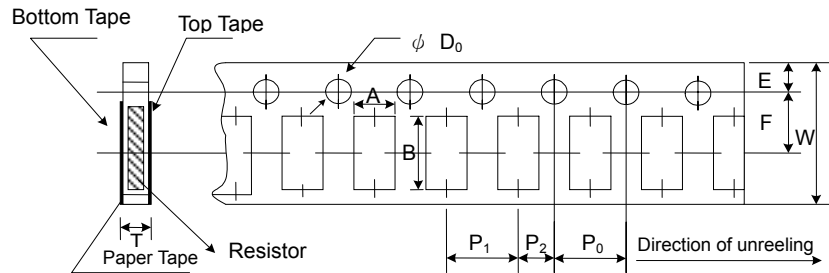 Bottom Tape
Top Tape
ψ D₀
A
E
F
W
B
T
Paper Tape
Resistor
P₁
P₂
P₀
Direction of unreeling